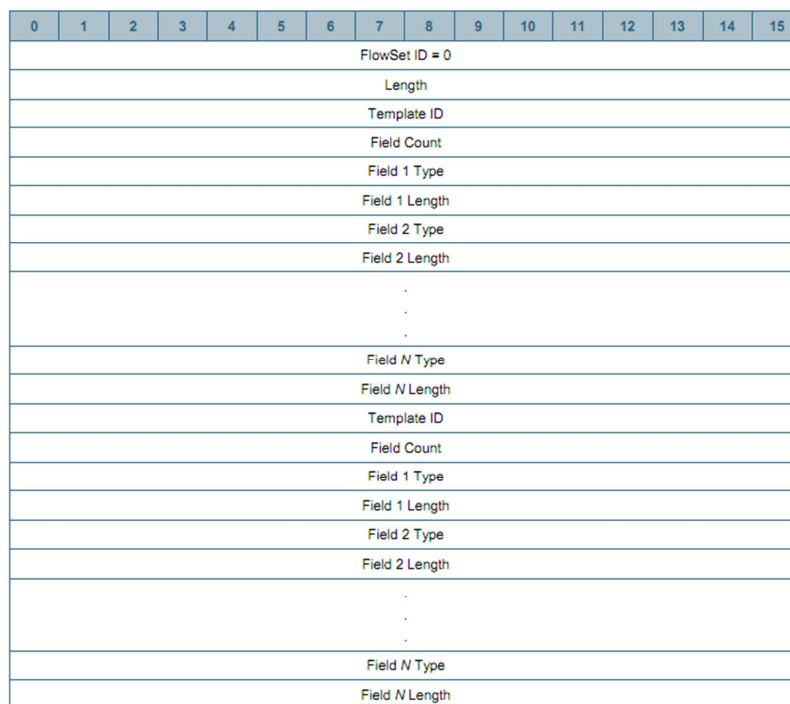 0 1 2 3 4 5 6 7 8 9 10 11 12 13 14 15
FlowSet ID = 0
Length
Template ID
Field Count
Field 1 Type
Field 1 Length
Field 2 Type
Field 2 Length
.
.
.
Field N Type
Field N Length
Template ID
Field Count
Field 1 Type
Field 1 Length
Field 2 Type
Field 2 Length
.
.
.
Field N Type
Field N Length